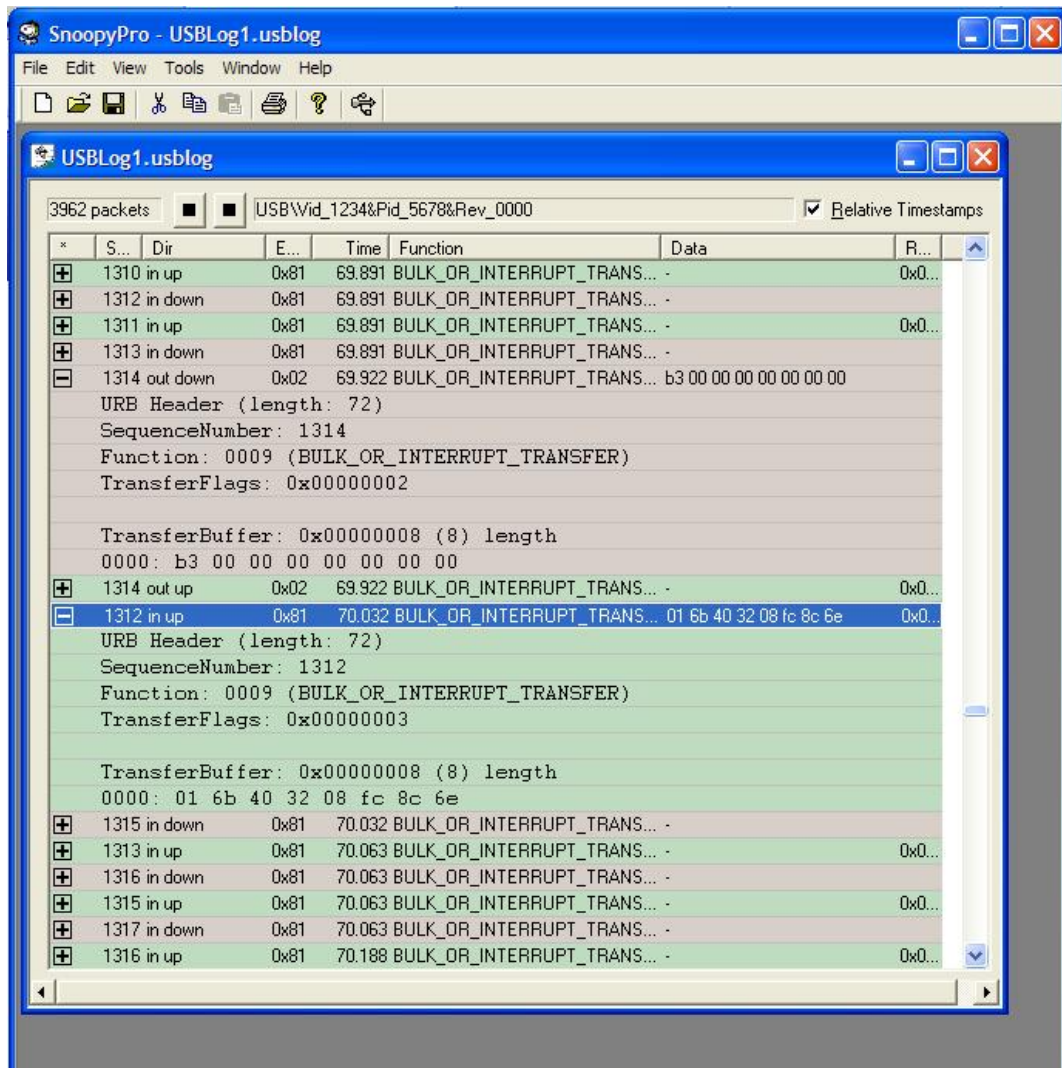 SnoopyPro - USBLog1.usblog
File Edit View Tools Window Help
USBLog1.usblog
3962 packets USB\Vid_1234&Pid_5678&Rev_0000 Relative Timestamps
* S... Dir E... Time Function Data R...
1310 in up 0x81 69.891 BULK_OR_INTERRUPT_TRANS... - 0x0...
1312 in down 0x81 69.891 BULK_OR_INTERRUPT_TRANS... -
1311 in up 0x81 69.891 BULK_OR_INTERRUPT_TRANS... - 0x0...
1313 in down 0x81 69.891 BULK_OR_INTERRUPT_TRANS... -
1314 out down 0x02 69.922 BULK_OR_INTERRUPT_TRANS... b3 00 00 00 00 00 00 00
URB Header (length: 72)
SequenceNumber: 1314
Function: 0009 (BULK_OR_INTERRUPT_TRANSFER)
TransferFlags: 0x00000002
TransferBuffer: 0x00000008 (8) length
0000: b3 00 00 00 00 00 00 00
1314 out up 0x02 69.922 BULK_OR_INTERRUPT_TRANS... - 0x0...
1312 in up 0x81 70.032 BULK_OR_INTERRUPT_TRANS... 01 6b 40 32 08 fc 8c 6e 0x0...
URB Header (length: 72)
SequenceNumber: 1312
Function: 0009 (BULK_OR_INTERRUPT_TRANSFER)
TransferFlags: 0x00000003
TransferBuffer: 0x00000008 (8) length
0000: 01 6b 40 32 08 fc 8c 6e
1315 in down 0x81 70.032 BULK_OR_INTERRUPT_TRANS... -
1313 in up 0x81 70.063 BULK_OR_INTERRUPT_TRANS... - 0x0...
1316 in down 0x81 70.063 BULK_OR_INTERRUPT_TRANS... -
1315 in up 0x81 70.063 BULK_OR_INTERRUPT_TRANS... - 0x0...
1317 in down 0x81 70.063 BULK_OR_INTERRUPT_TRANS... -
1316 in up 0x81 70.188 BULK_OR_INTERRUPT_TRANS... - 0x0...